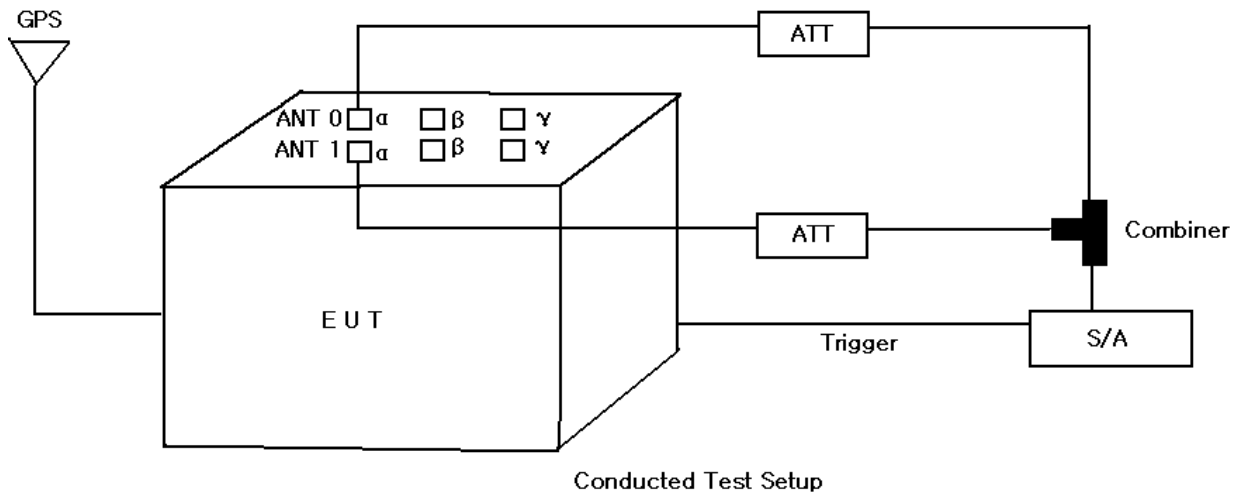 GPS
ATT
ANT 0 α β γ
ANT 1 α β γ
ATT
Combiner
E U T
Trigger
S/A
Conducted Test Setup